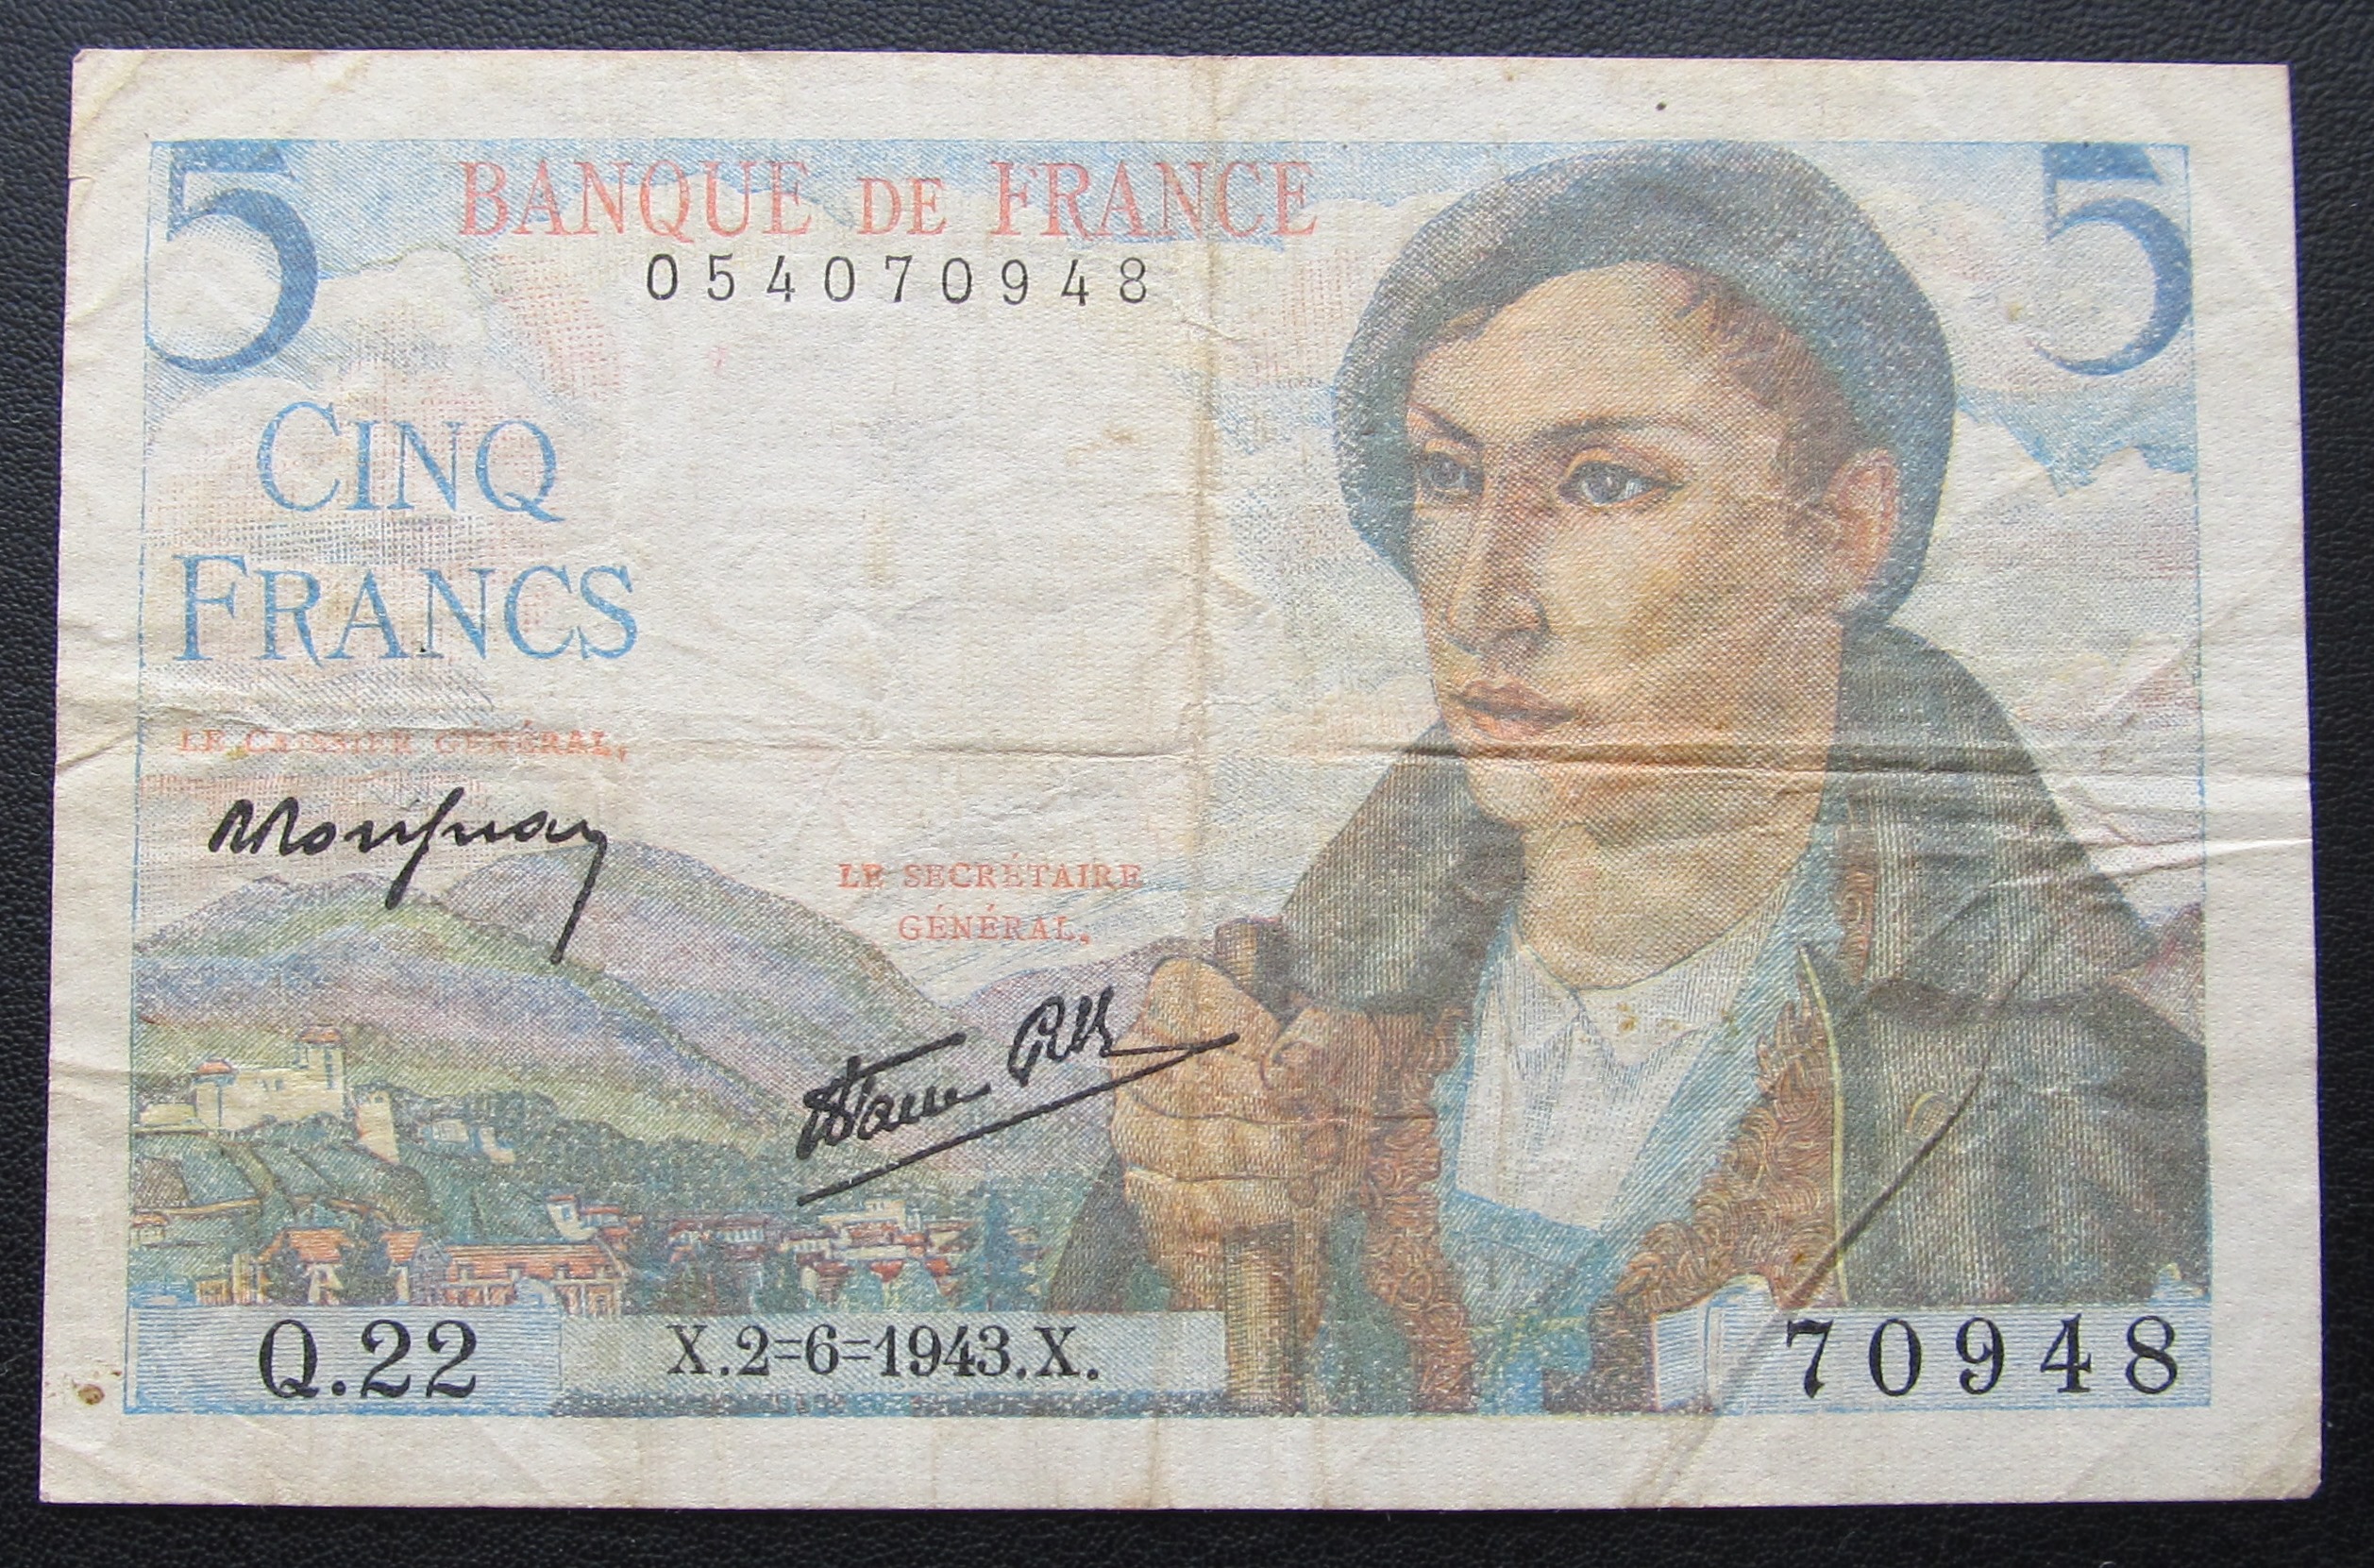 5 BANQUE DE FRANCE 5
054070948
CINQ
FRANCS
LE CAISSIER GÉNÉRAL,
LE SECRÉTAIRE
GÉNÉRAL,
Q.22 X.2=6=1943.X. 70948